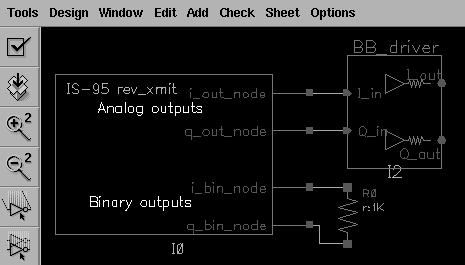 Tools Design Window Edit Add Check Sheet Options
BB_driver
IS-95 rev_xmit
Analog outputs
i_out_node
q_out_node
I_in
I_out
Q_in
Q_out
I2
2
2
Binary outputs
i_bin_node
q_bin_node
R0
r:1K
I0